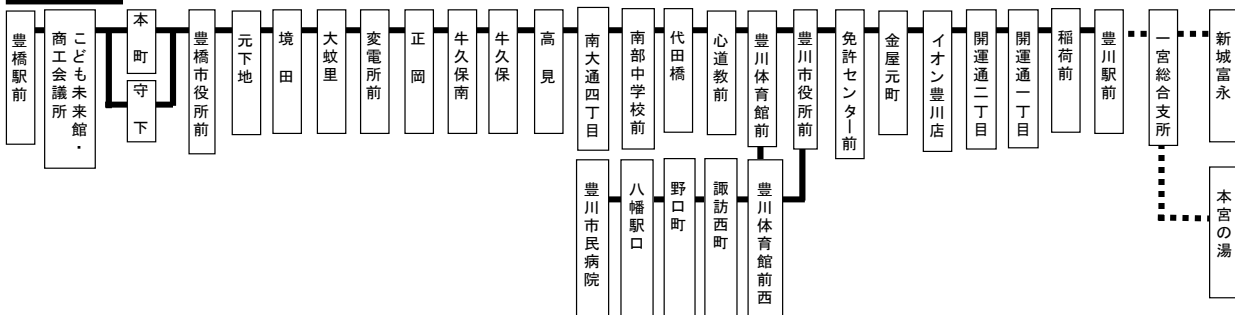 豊橋駅前
こども未来館・
商工会議所
本町
守下
豊橋市役所前
元下地
境田
大蚊里
変電所前
正岡
牛久保南
牛久保
高見
南大通四丁目
南部中学校前
代田橋
心道教前
豊川体育館前
豊川市役所前
免許センター前
金屋元町
イオン豊川店
開運通二丁目
開運通一丁目
稲荷前
豊川駅前
一宮総合支所
新城富永
豊川市民病院
八幡駅口
野口町
諏訪西町
豊川体育館前西
本宮の湯